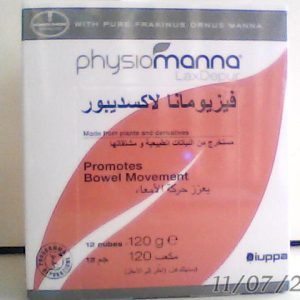 WITH PURE FRAXINUS ORNUS MANNA
physiomanna
LaxDepur
فيزيومانا لاكسديبور
Made from plants and derivatives
مستخرج من النباتات الطبيعية و مشتقاتها
Promotes
Bowel Movement
يعزز حركة الأمعاء
12 cubes 120 g e
12 مكعب
120 جم
iuppa
11/07/2